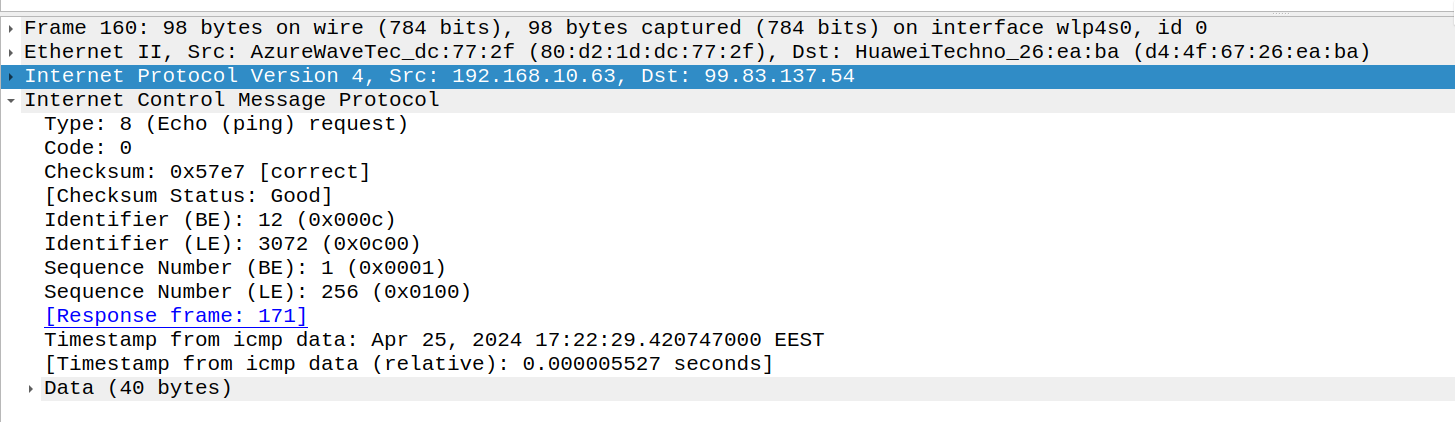 Frame 160: 98 bytes on wire (784 bits), 98 bytes captured (784 bits) on interface wlp4s0, id 0
Ethernet II, Src: AzureWaveTec_dc:77:2f (80:d2:1d:dc:77:2f), Dst: HuaweiTechno_26:ea:ba (d4:4f:67:26:ea:ba)
Internet Protocol Version 4, Src: 192.168.10.63, Dst: 99.83.137.54
Internet Control Message Protocol
Type: 8 (Echo (ping) request)
Code: 0
Checksum: 0x57e7 [correct]
[Checksum Status: Good]
Identifier (BE): 12 (0x000c)
Identifier (LE): 3072 (0x0c00)
Sequence Number (BE): 1 (0x0001)
Sequence Number (LE): 256 (0x0100)
[Response frame: 171]
Timestamp from icmp data: Apr 25, 2024 17:22:29.420747000 EEST
[Timestamp from icmp data (relative): 0.000005527 seconds]
Data (40 bytes)